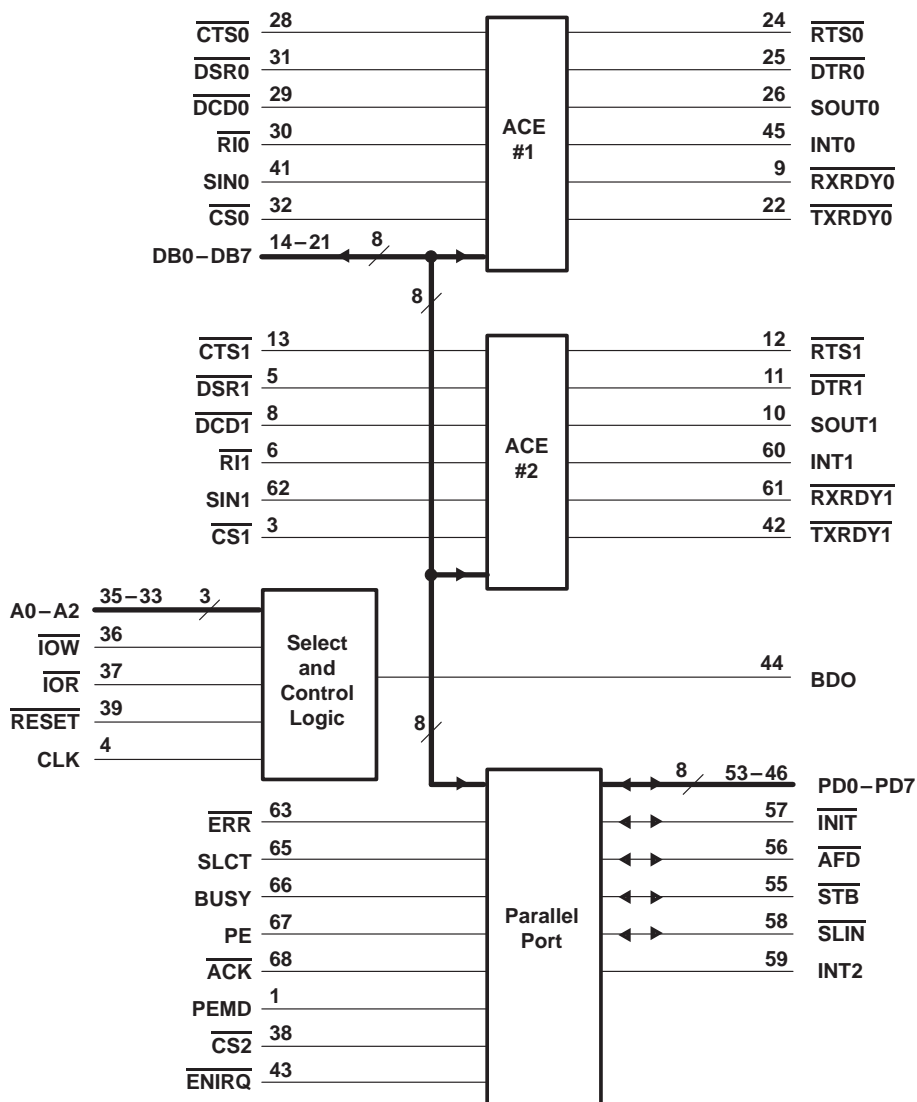 CTS0 28 24 RTS0
DSR0 31 25 DTR0
DCD0 29 26 SOUT0
RI0 30 45 INT0
SIN0 41 9 RXRDY0
CS0 32 22 TXRDY0
ACE
#1
DB0–DB7 14–21 8
8
CTS1 13 12 RTS1
DSR1 5 11 DTR1
DCD1 8 10 SOUT1
RI1 6 60 INT1
SIN1 62 61 RXRDY1
CS1 3 42 TXRDY1
ACE
#2
A0–A2 35–33 3
IOW 36
IOR 37
RESET 39
CLK 4
Select
and
Control
Logic
44 BDO
8
8 53–46 PD0–PD7
ERR 63 57 INIT
SLCT 65 56 AFD
BUSY 66 55 STB
PE 67 58 SLIN
ACK 68 59 INT2
PEMD 1
CS2 38
ENIRQ 43
Parallel
Port